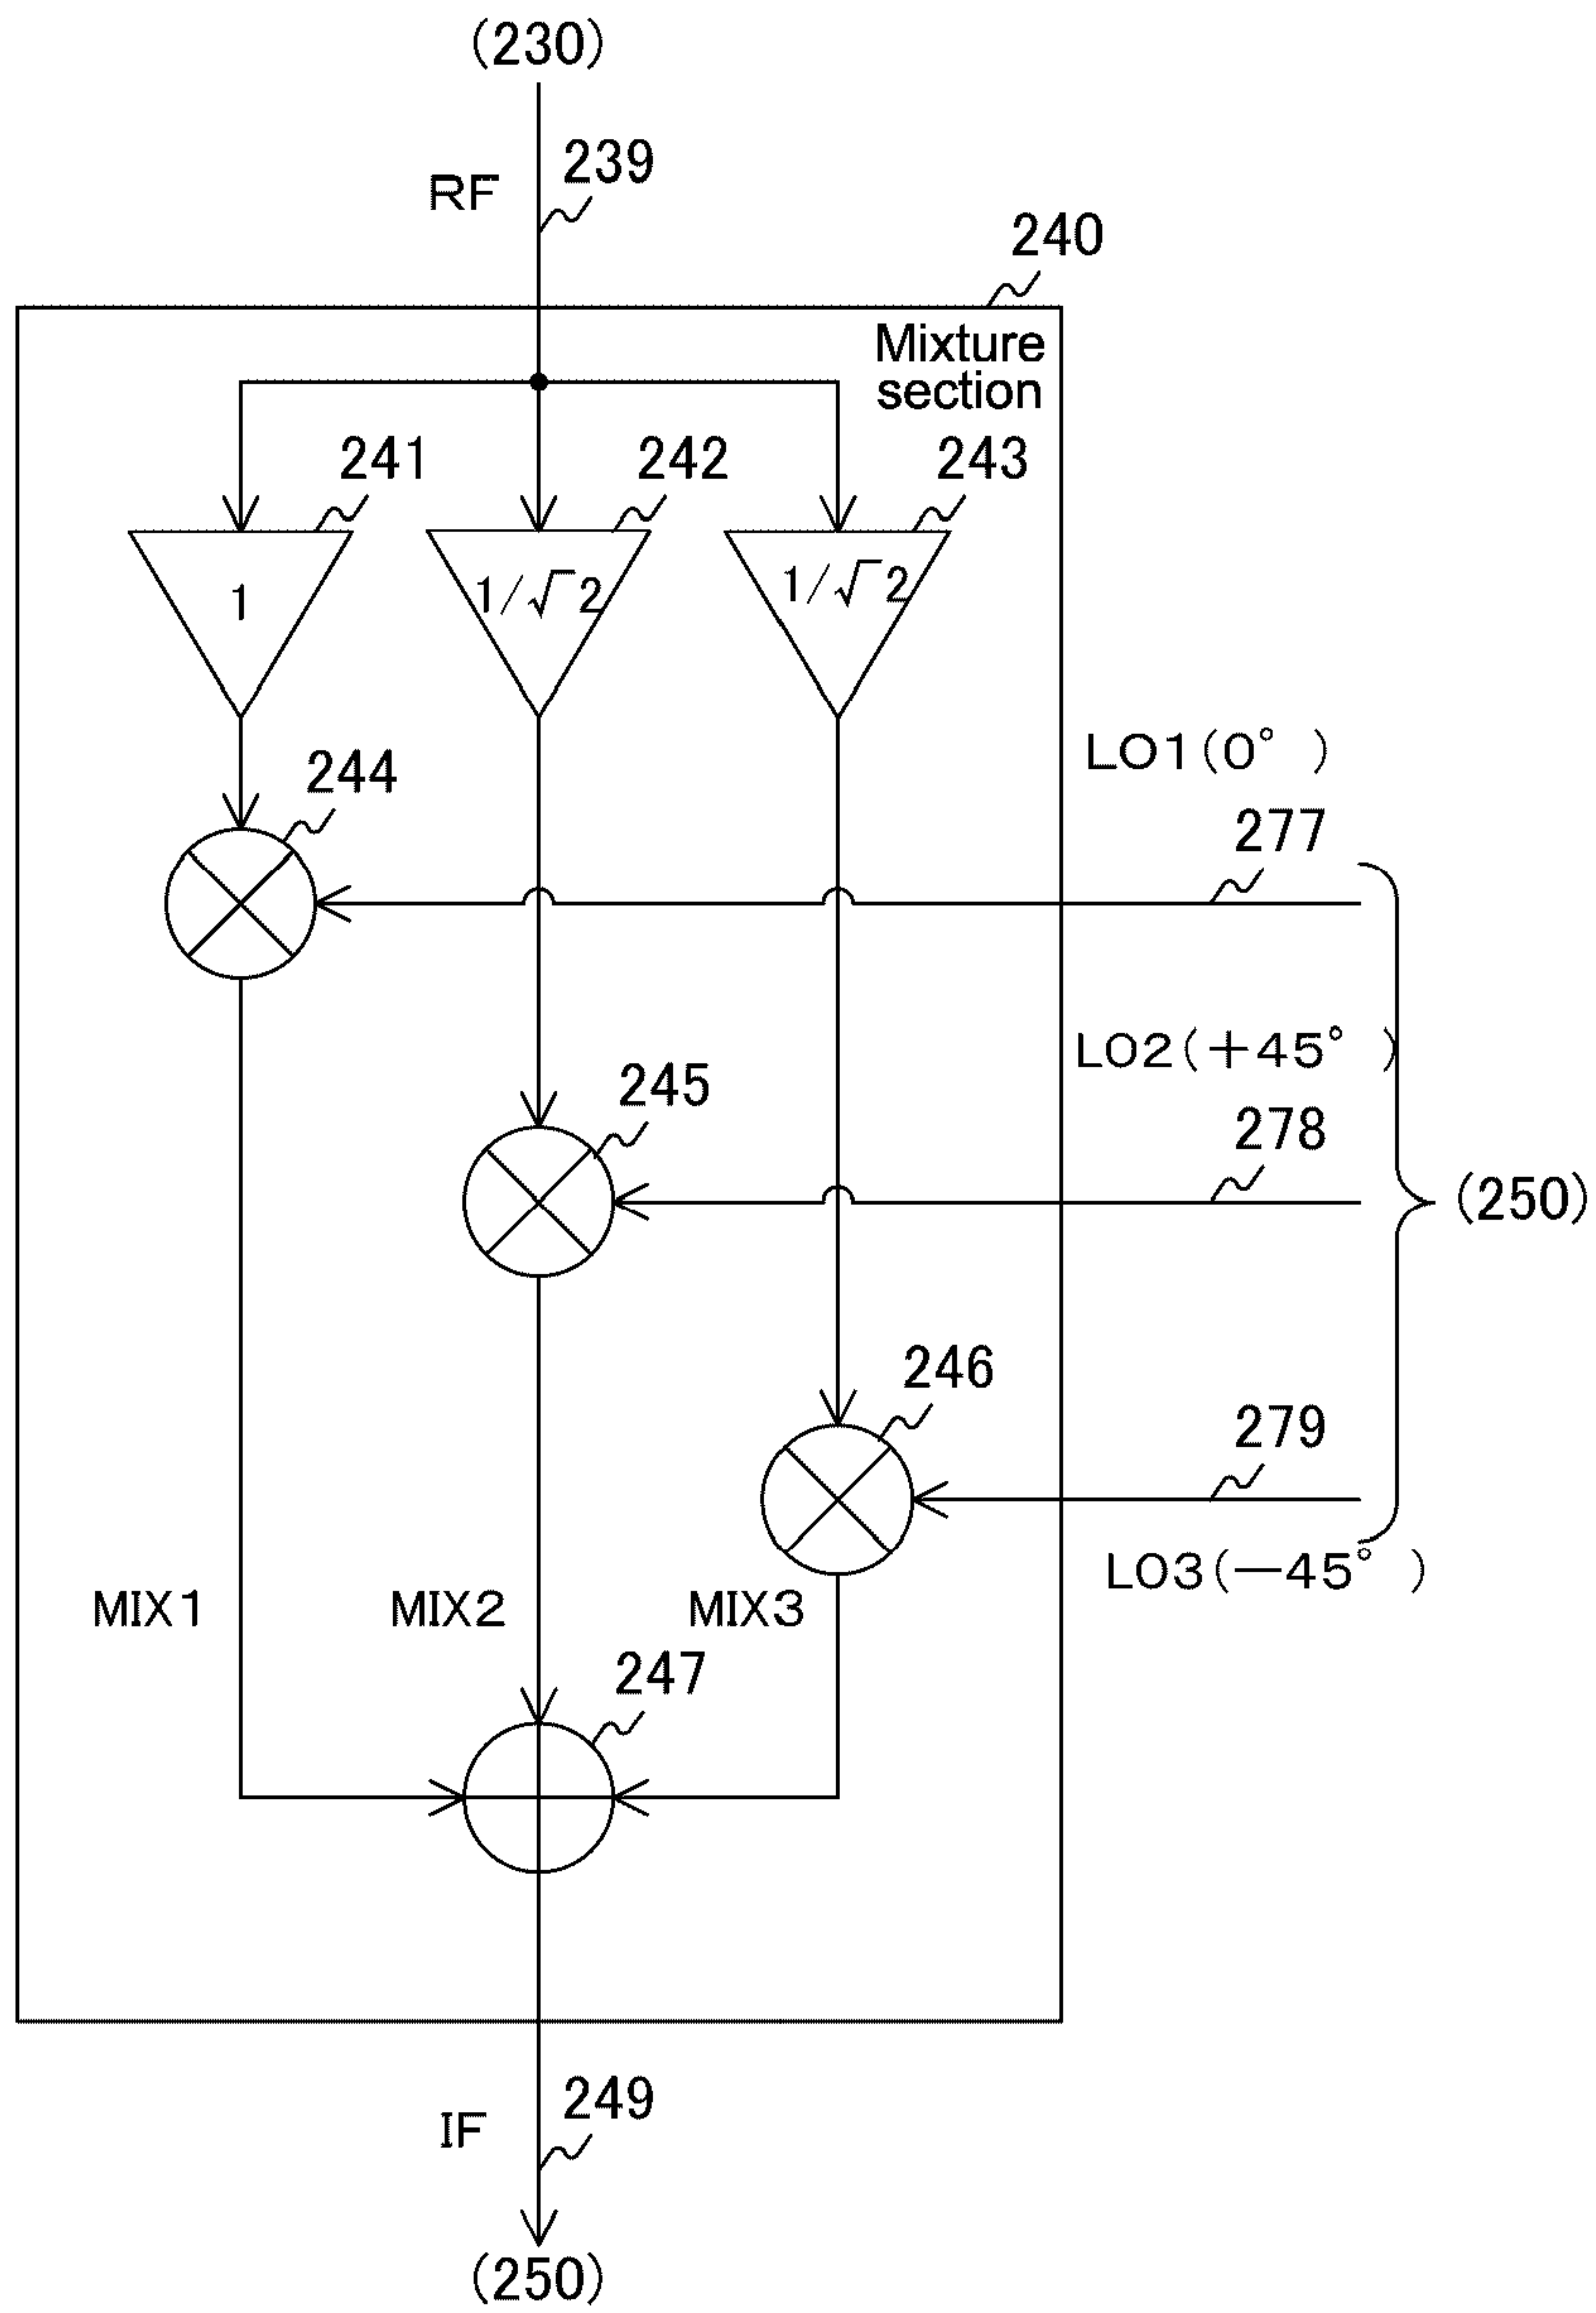 (230)
239
RF
240
Mixture
section
241
242
243
1
1/√2
1/√2
LO1(0°)
244
277
LO2(+45°)
245
278
(250)
246
279
LO3(−45°)
MIX1
MIX2
MIX3
247
249
IF
(250)